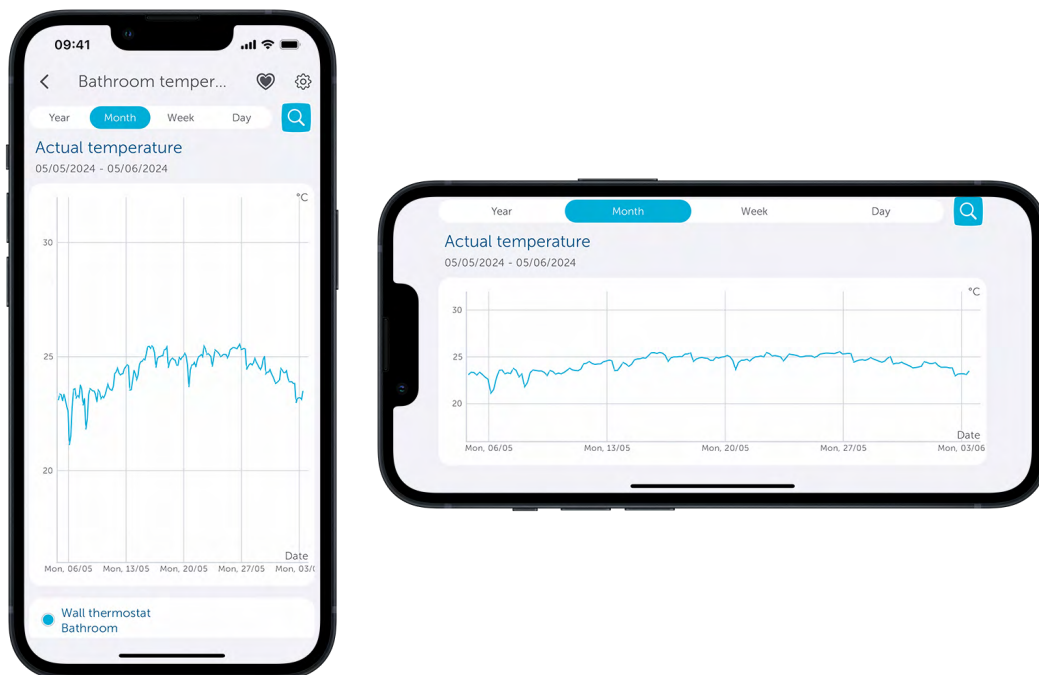 09:41
Bathroom temper...
Year Month Week Day
Actual temperature
05/05/2024 - 05/06/2024
°C
30
25
20
Date
Mon, 06/05 Mon, 13/05 Mon, 20/05 Mon, 27/05 Mon, 03/(
Wall thermostat
Bathroom
Year Month Week Day
Actual temperature
05/05/2024 - 05/06/2024
°C
30
25
20
Date
Mon, 06/05 Mon, 13/05 Mon, 20/05 Mon, 27/05 Mon, 03/06